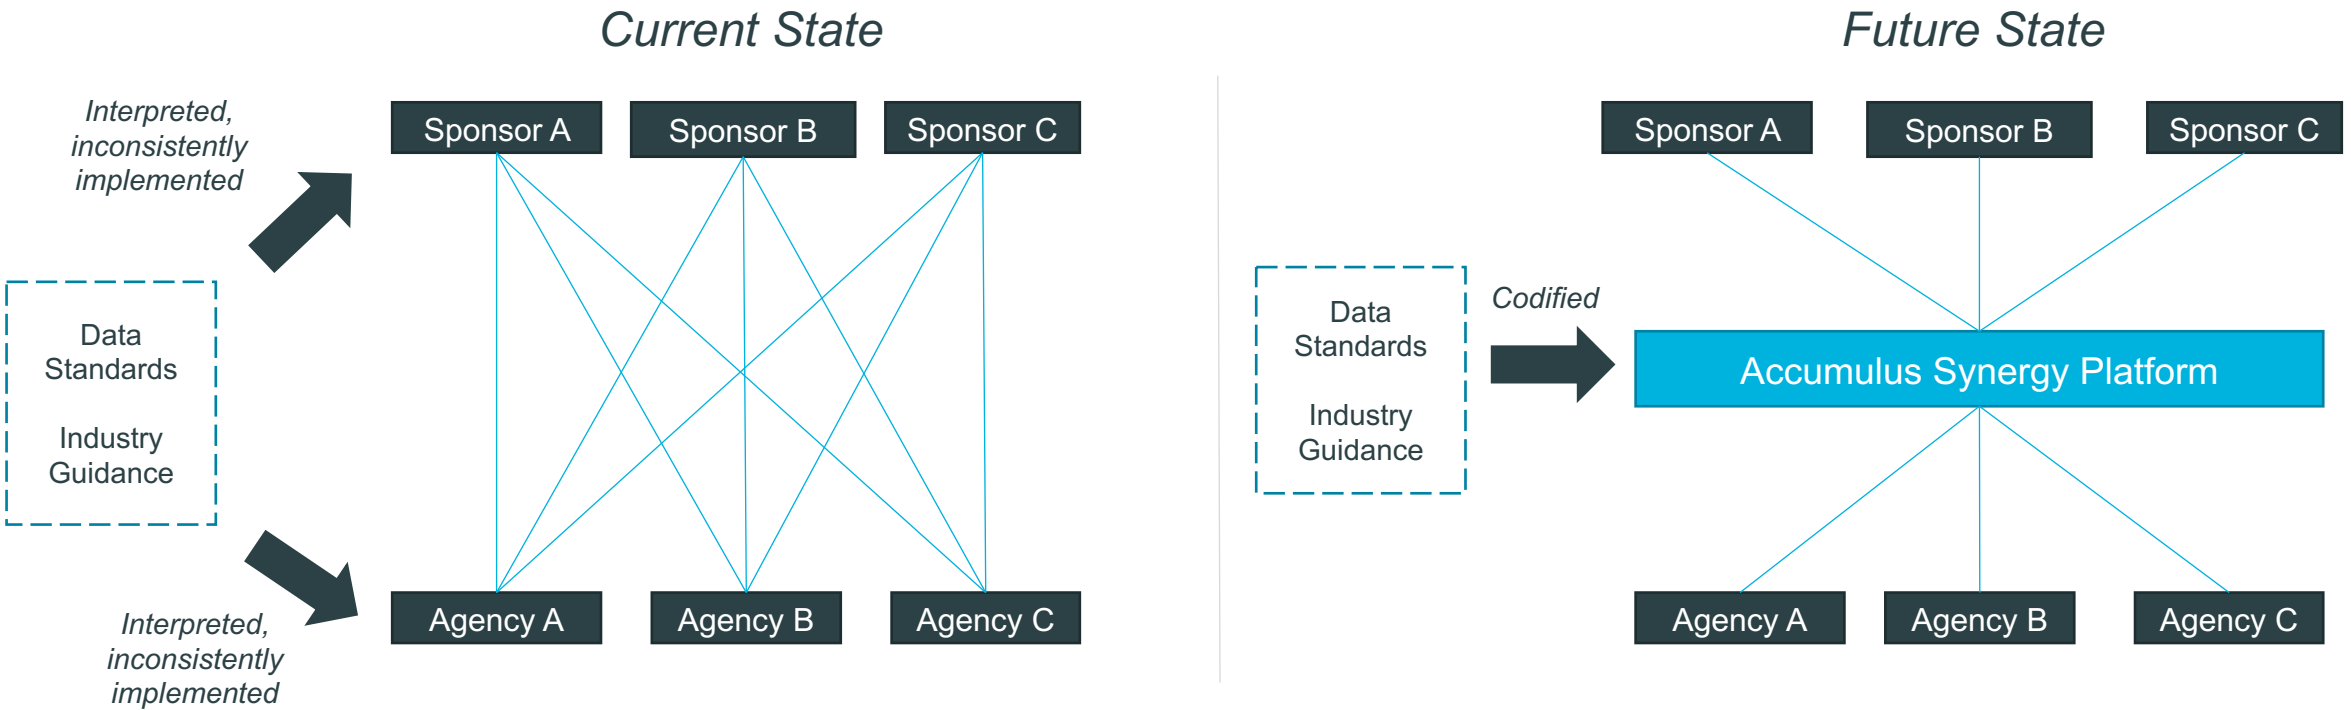 Current State
Interpreted,
inconsistently
implemented
Sponsor A
Sponsor B
Sponsor C
Data
Standards
Industry
Guidance
Agency A
Agency B
Agency C
Interpreted,
inconsistently
implemented
Future State
Sponsor A
Sponsor B
Sponsor C
Data
Standards
Industry
Guidance
Codified
Accumulus Synergy Platform
Agency A
Agency B
Agency C